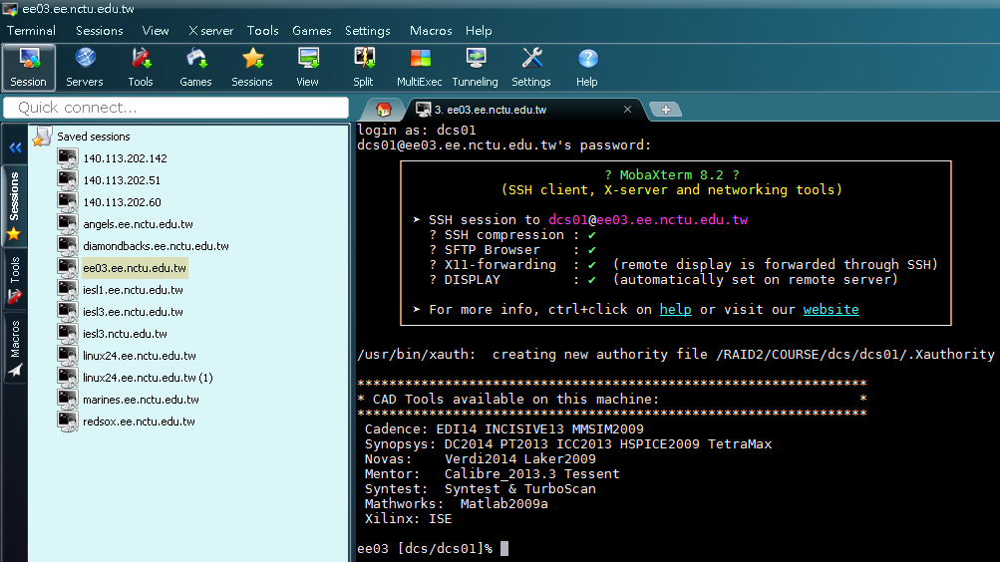 ee03.ee.nctu.edu.tw
Terminal Sessions View X server Tools Games Settings Macros Help
Session Servers Tools Games Sessions View Split MultiExec Tunneling Settings Help
Quick connect...
3. ee03.ee.nctu.edu.tw
Sessions
Tools
Macros
Saved sessions
140.113.202.142
140.113.202.51
140.113.202.60
angels.ee.nctu.edu.tw
diamondbacks.ee.nctu.edu.tw
ee03.ee.nctu.edu.tw
iesl1.ee.nctu.edu.tw
iesl3.ee.nctu.edu.tw
iesl3.nctu.edu.tw
linux24.ee.nctu.edu.tw
linux24.ee.nctu.edu.tw (1)
marines.ee.nctu.edu.tw
redsox.ee.nctu.edu.tw
login as: dcs01
dcs01@ee03.ee.nctu.edu.tw's password:
? MobaXterm 8.2 ?
(SSH client, X-server and networking tools)
➤ SSH session to dcs01@ee03.ee.nctu.edu.tw
? SSH compression : ✔
? SFTP Browser : ✔
? X11-forwarding : ✔ (remote display is forwarded through SSH)
? DISPLAY : ✔ (automatically set on remote server)
➤ For more info, ctrl+click on help or visit our website
/usr/bin/xauth: creating new authority file /RAID2/COURSE/dcs/dcs01/.Xauthority
****************************************************************
* CAD Tools available on this machine: *
****************************************************************
Cadence: EDI14 INCISIVE13 MMSIM2009
Synopsys: DC2014 PT2013 ICC2013 HSPICE2009 TetraMax
Novas: Verdi2014 Laker2009
Mentor: Calibre_2013.3 Tessent
Syntest: Syntest & TurboScan
Mathworks: Matlab2009a
Xilinx: ISE
ee03 [dcs/dcs01]%